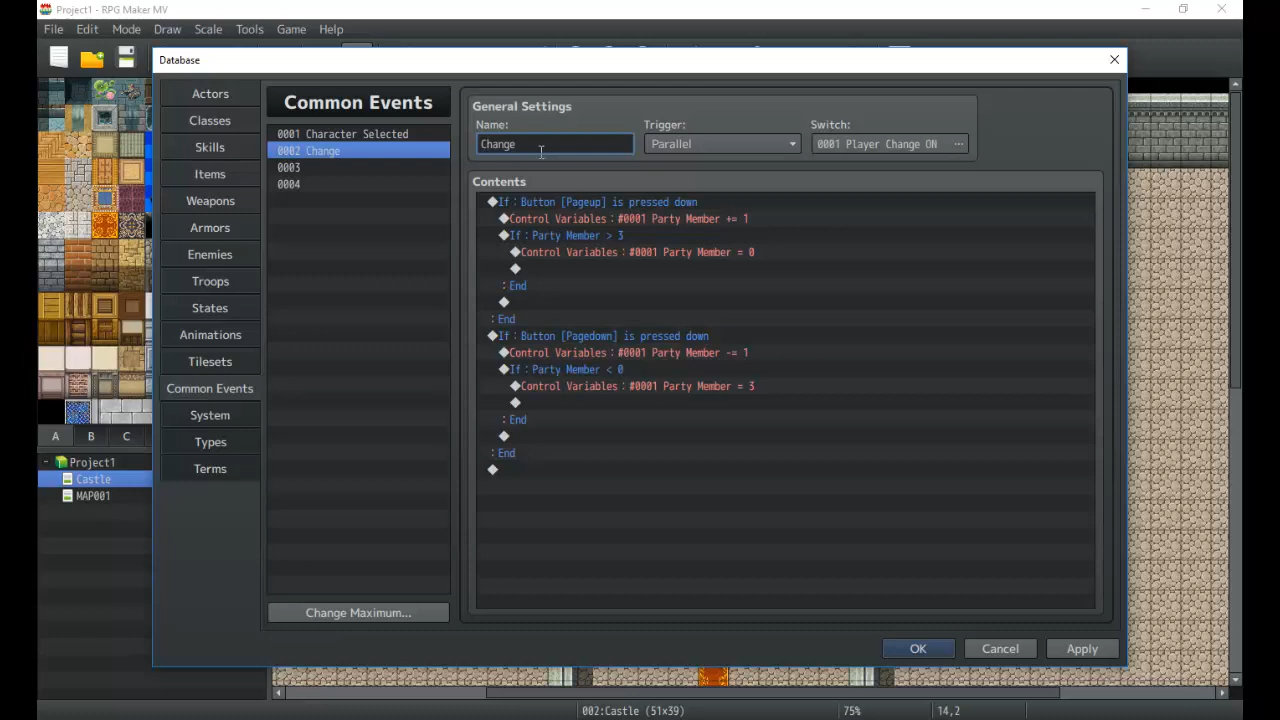 Project1 - RPG Maker MV
File Edit Mode Draw Scale Tools Game Help
Database
Actors
Classes
Skills
Items
Weapons
Armors
Enemies
Troops
States
Animations
Tilesets
Common Events
System
Types
Terms
Common Events
0001 Character Selected
0002 Change
0003
0004
Change Maximum...
General Settings
Name: Trigger: Switch:
Change Parallel 0001 Player Change ON ...
Contents
◆If：Button [Pageup] is pressed down
◆Control Variables：#0001 Party Member += 1
◆If：Party Member > 3
◆Control Variables：#0001 Party Member = 0
◆
：End
◆
：End
◆If：Button [Pagedown] is pressed down
◆Control Variables：#0001 Party Member -= 1
◆If：Party Member < 0
◆Control Variables：#0001 Party Member = 3
◆
：End
◆
：End
◆
OK Cancel Apply
A B C
Project1
Castle
MAP001
002:Castle (51x39) 75% 14,2